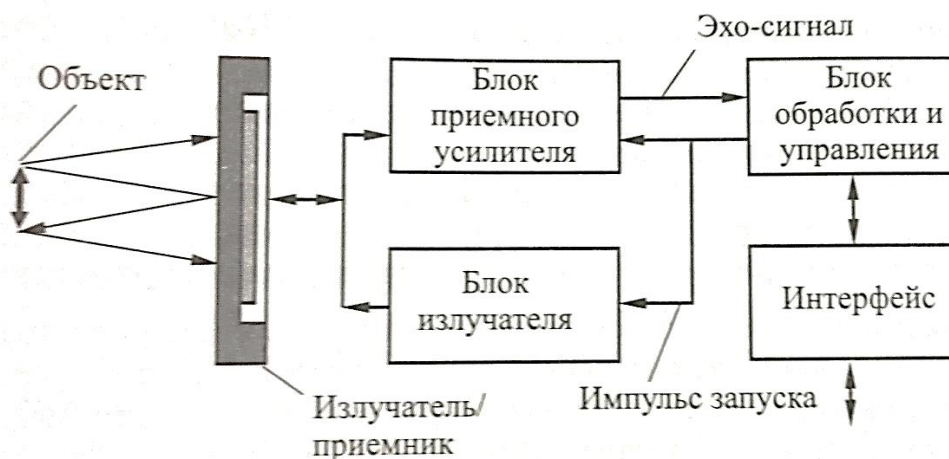 Эхо-сигнал
Объект
Блок
приемного
усилителя
Блок
обработки и
управления
Блок
излучателя
Интерфейс
Излучатель/
приемник
Импульс запуска